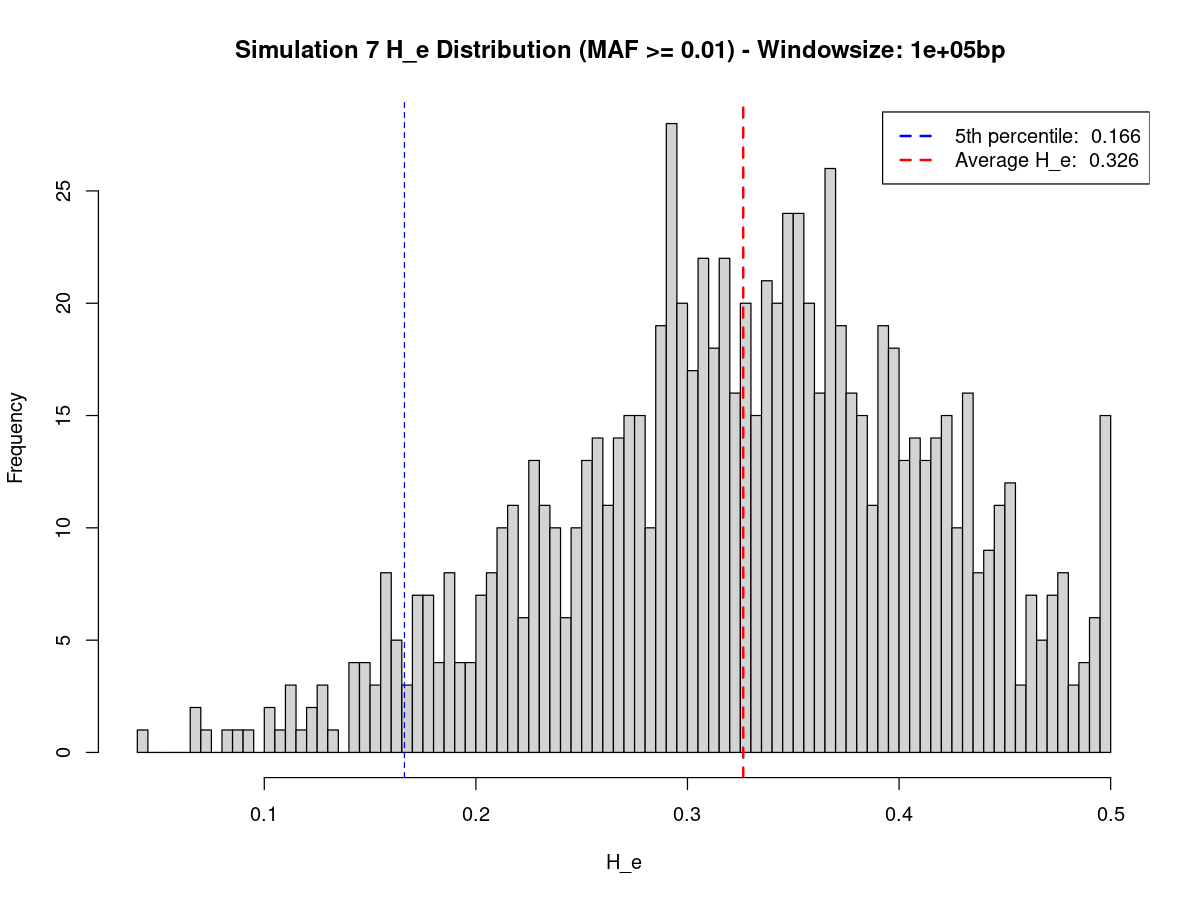 Simulation 7 H_e Distribution (MAF >= 0.01) - Windowsize: 1e+05bp
5th percentile:  0.166
Average H_e:  0.326
Frequency
25
20
15
10
5
0
0.1
0.2
0.3
0.4
0.5
H_e